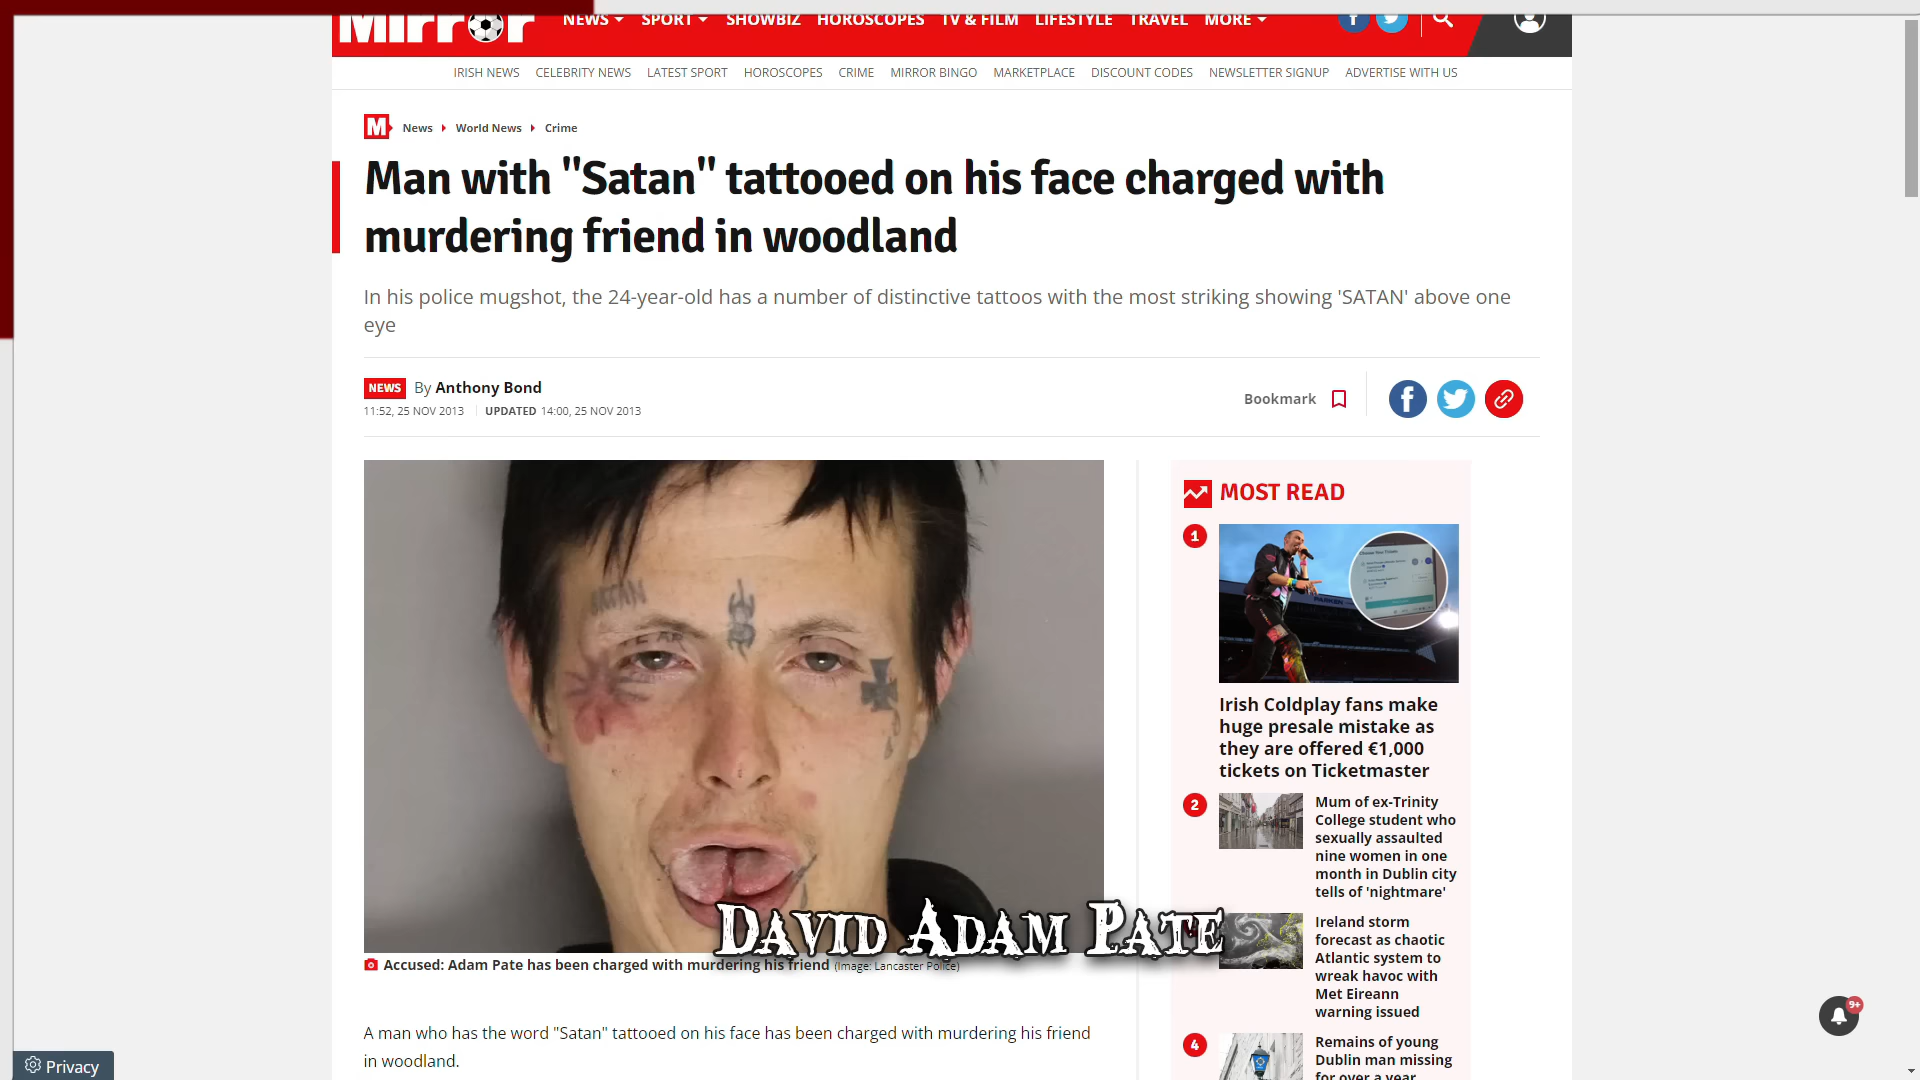 Mirror
NEWS SPORT SHOWBIZ HOROSCOPES TV & FILM LIFESTYLE TRAVEL MORE
IRISH NEWS CELEBRITY NEWS LATEST SPORT HOROSCOPES CRIME MIRROR BINGO MARKETPLACE DISCOUNT CODES NEWSLETTER SIGNUP ADVERTISE WITH US
M News World News Crime
Man with "Satan" tattooed on his face charged with
murdering friend in woodland
In his police mugshot, the 24-year-old has a number of distinctive tattoos with the most striking showing 'SATAN' above one
eye
NEWS By Anthony Bond
11:52, 25 NOV 2013 UPDATED 14:00, 25 NOV 2013
Bookmark
MOST READ
1
Irish Coldplay fans make
huge presale mistake as
they are offered €1,000
tickets on Ticketmaster
2
Mum of ex-Trinity
College student who
sexually assaulted
nine women in one
month in Dublin city
tells of 'nightmare'
Ireland storm
forecast as chaotic
Atlantic system to
wreak havoc with
Met Eireann
warning issued
4
Remains of young
Dublin man missing
for over a year
David Adam Pate
Accused: Adam Pate has been charged with murdering his friend (Image: Lancaster Police)
A man who has the word "Satan" tattooed on his face has been charged with murdering his friend
in woodland.
9+
Privacy